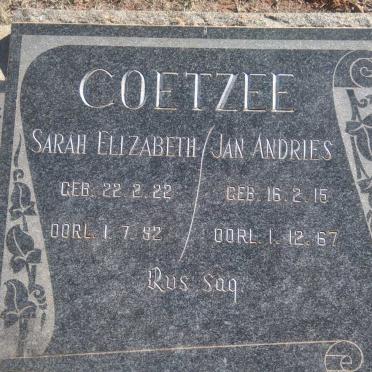 COETZEE
SARAH ELIZABETH / JAN ANDRIES
GEB. 22. 2. 22 GEB. 16. 2. 15
OORL. 1. 7. 92 OORL. 1. 12. 67
Rus Sag.